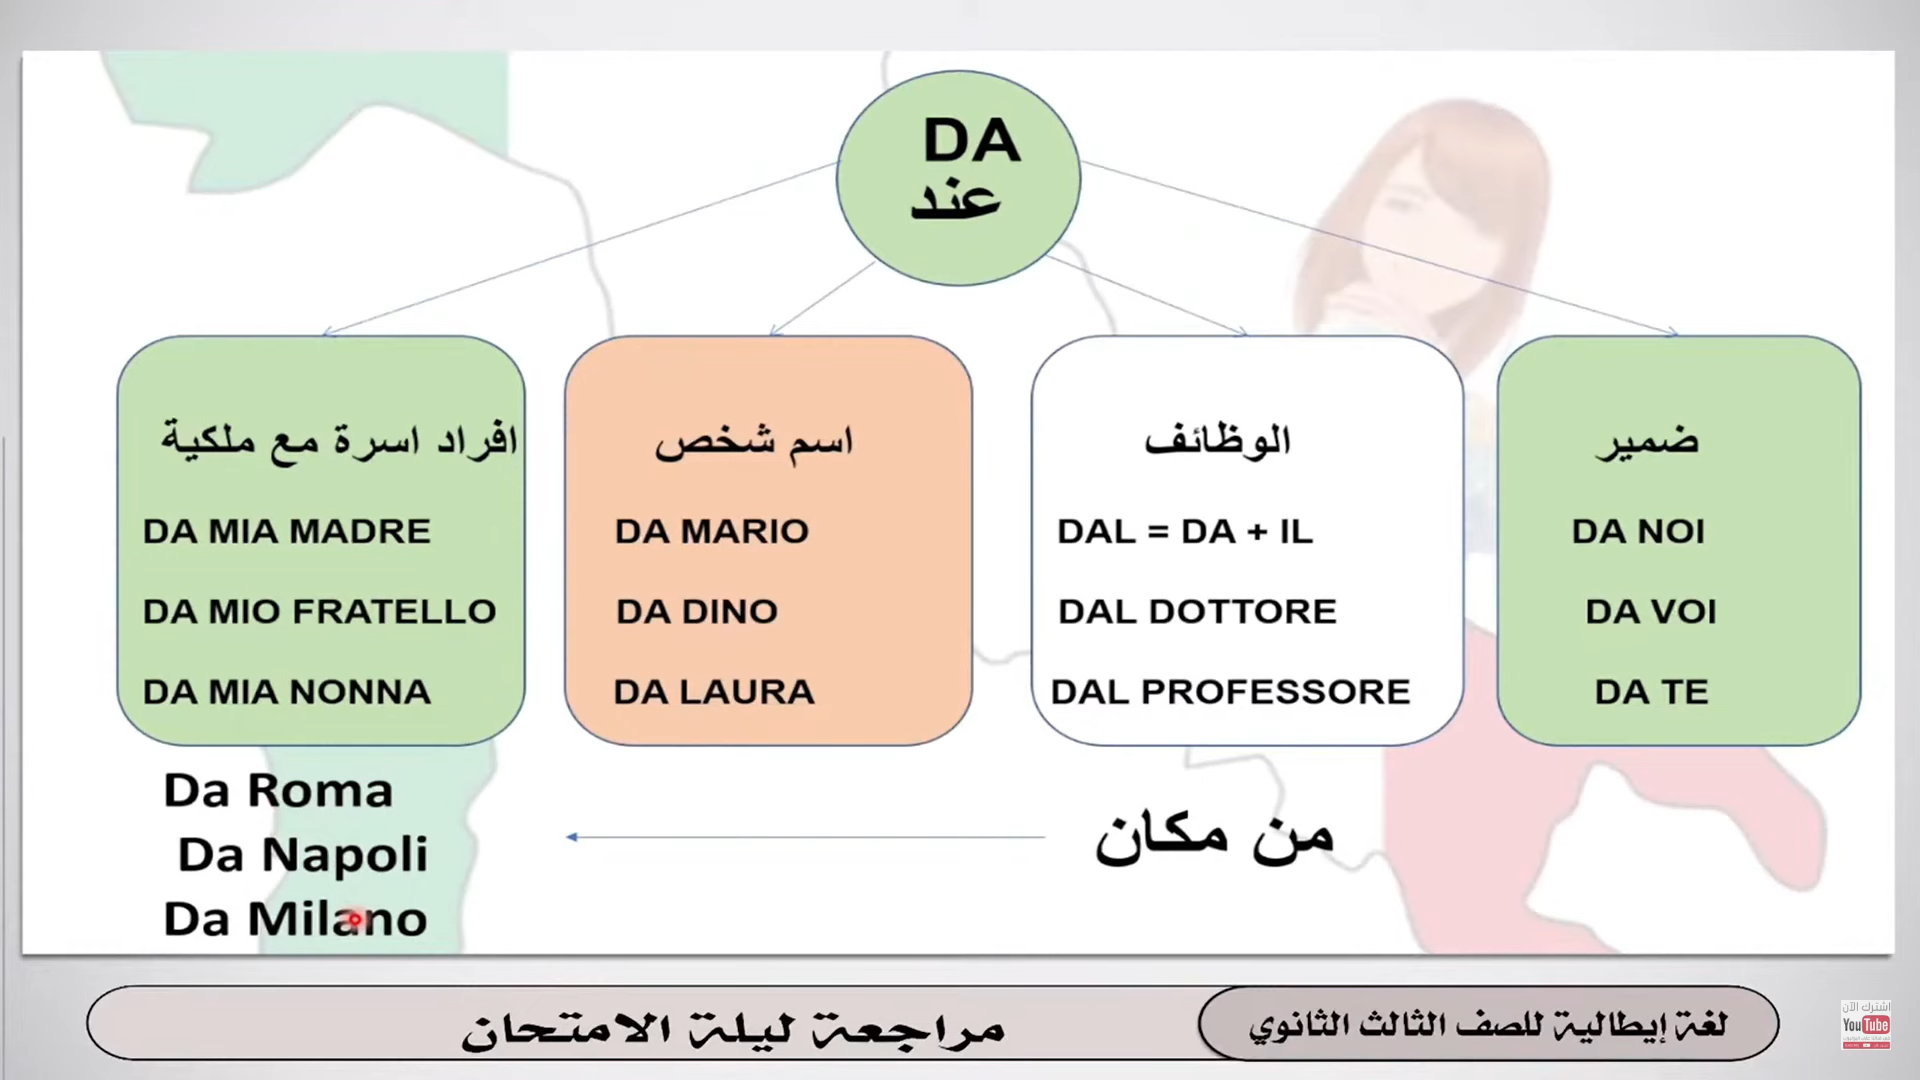 DA
عند
افراد اسرة مع ملكية
DA MIA MADRE
DA MIO FRATELLO
DA MIA NONNA
اسم شخص
DA MARIO
DA DINO
DA LAURA
الوظائف
DAL = DA + IL
DAL DOTTORE
DAL PROFESSORE
ضمير
DA NOI
DA VOI
DA TE
من مكان
Da Roma
Da Napoli
Da Milano
لغة إيطالية للصف الثالث الثانوي
مراجعة ليلة الامتحان
اشترك الآن
YouTube